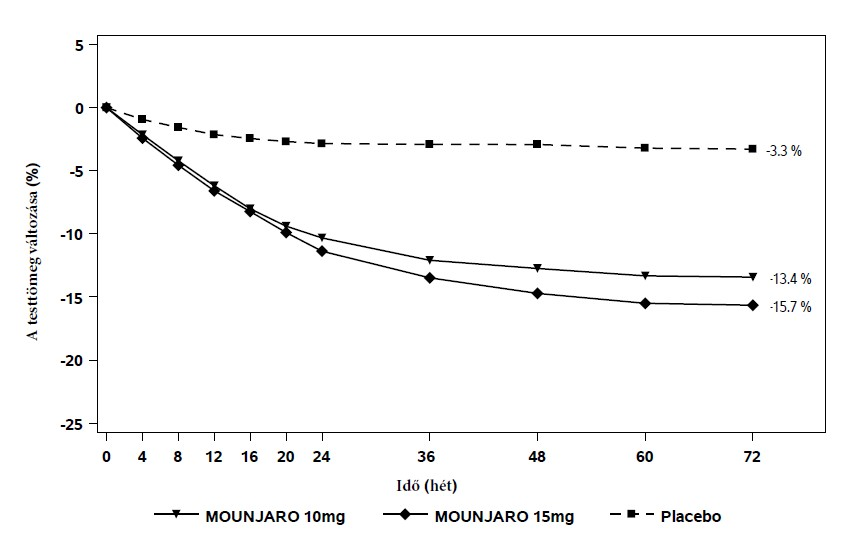 A testtömeg változása (%)
5
0
-5
-10
-15
-20
-25
-3.3 %
-13.4 %
-15.7 %
0 4 8 12 16 20 24 36 48 60 72
Idő (hét)
MOUNJARO 10mg MOUNJARO 15mg Placebo